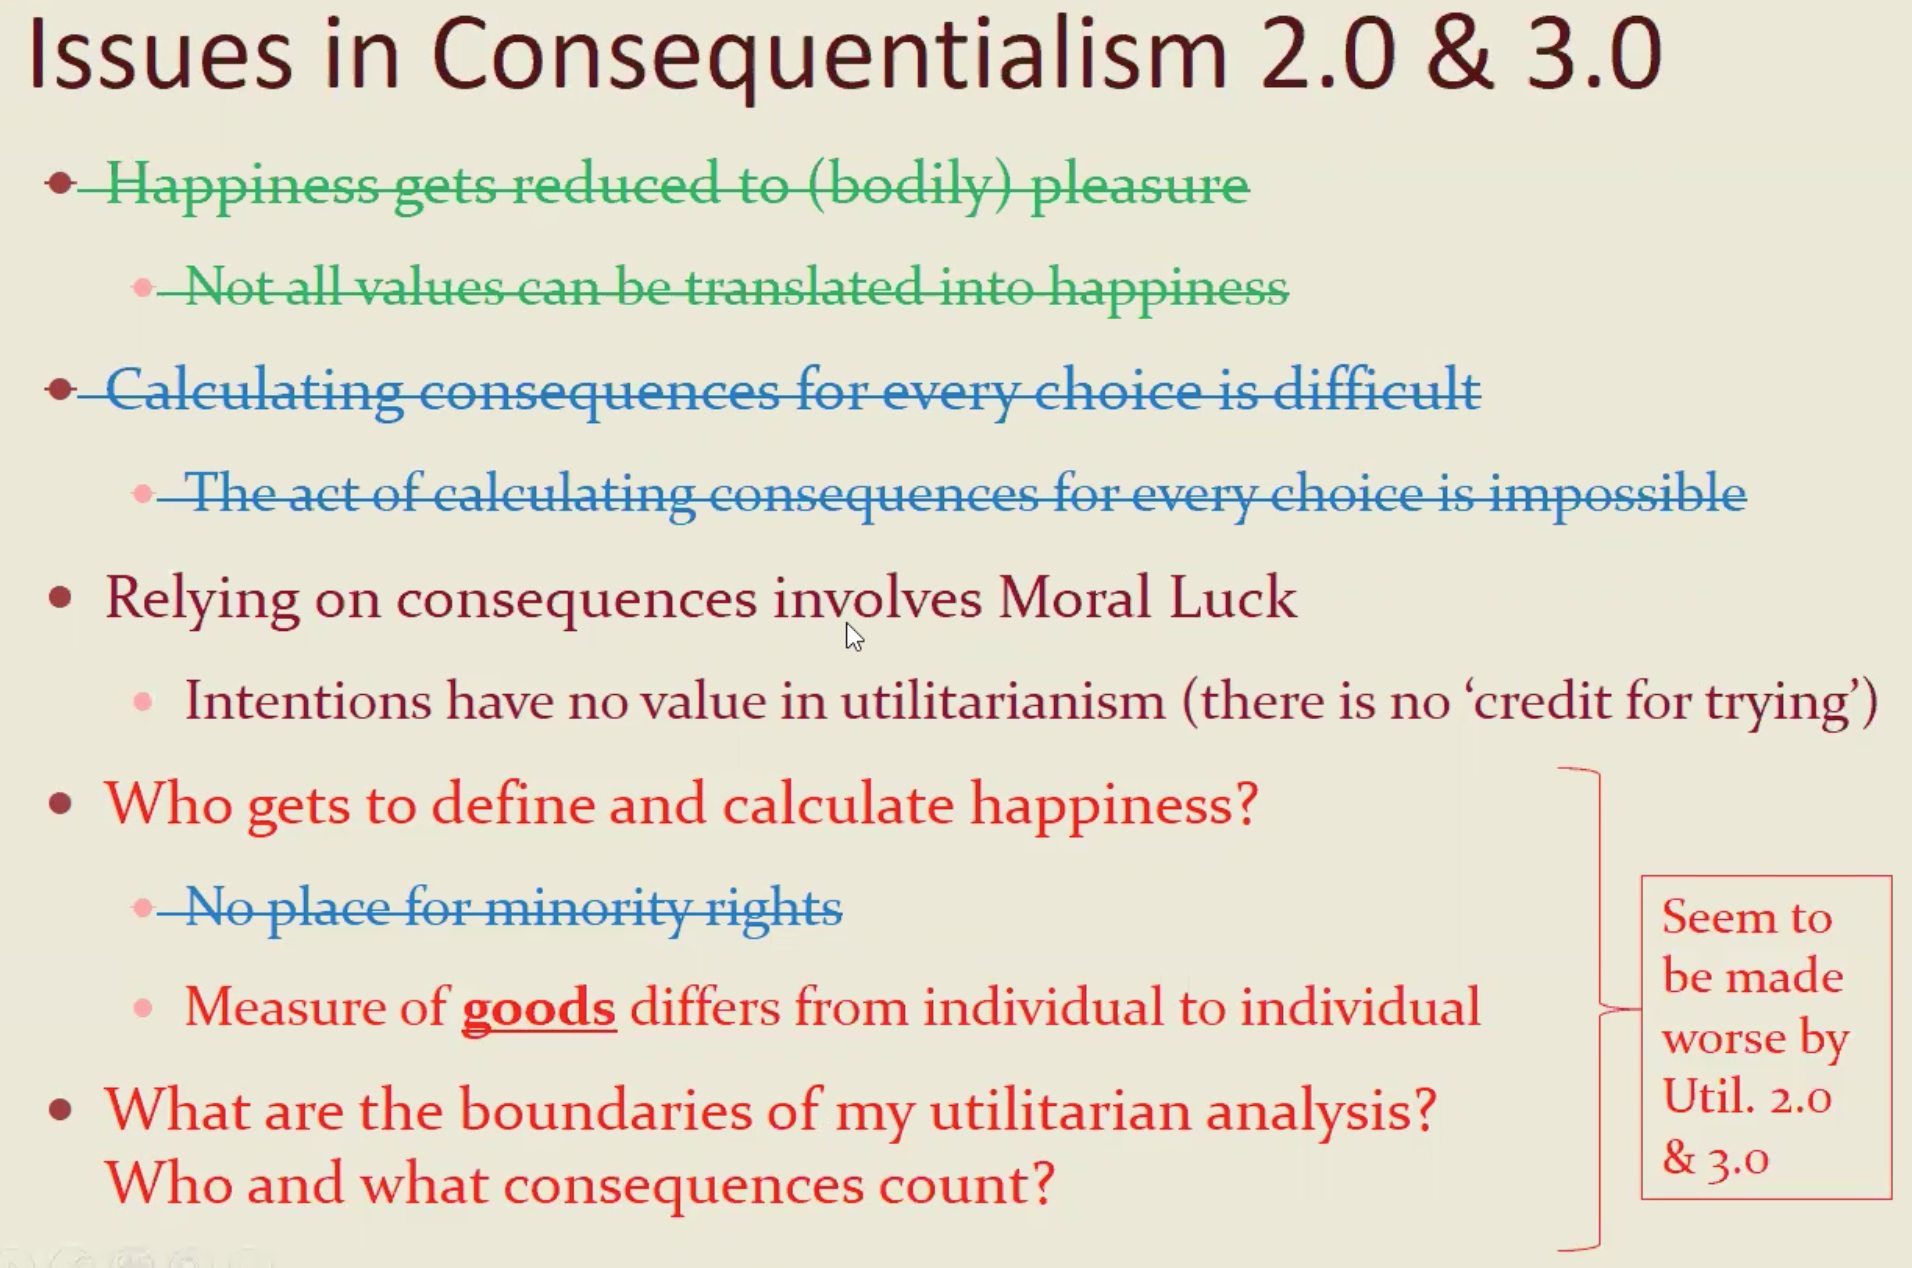 Issues in Consequentialism 2.0 & 3.0
Happiness gets reduced to (bodily) pleasure
Not all values can be translated into happiness
Calculating consequences for every choice is difficult
The act of calculating consequences for every choice is impossible
Relying on consequences involves Moral Luck
Intentions have no value in utilitarianism (there is no ‘credit for trying’)
Who gets to define and calculate happiness?
No place for minority rights
Measure of goods differs from individual to individual
What are the boundaries of my utilitarian analysis?
Who and what consequences count?
Seem to
be made
worse by
Util. 2.0
& 3.0